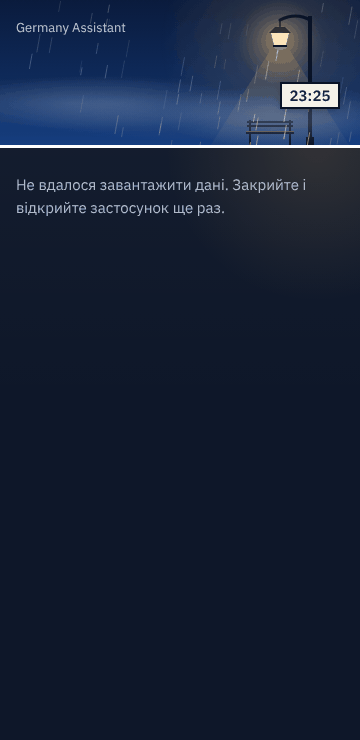 Germany Assistant
23:25
Не вдалося завантажити дані. Закрийте і
відкрийте застосунок ще раз.